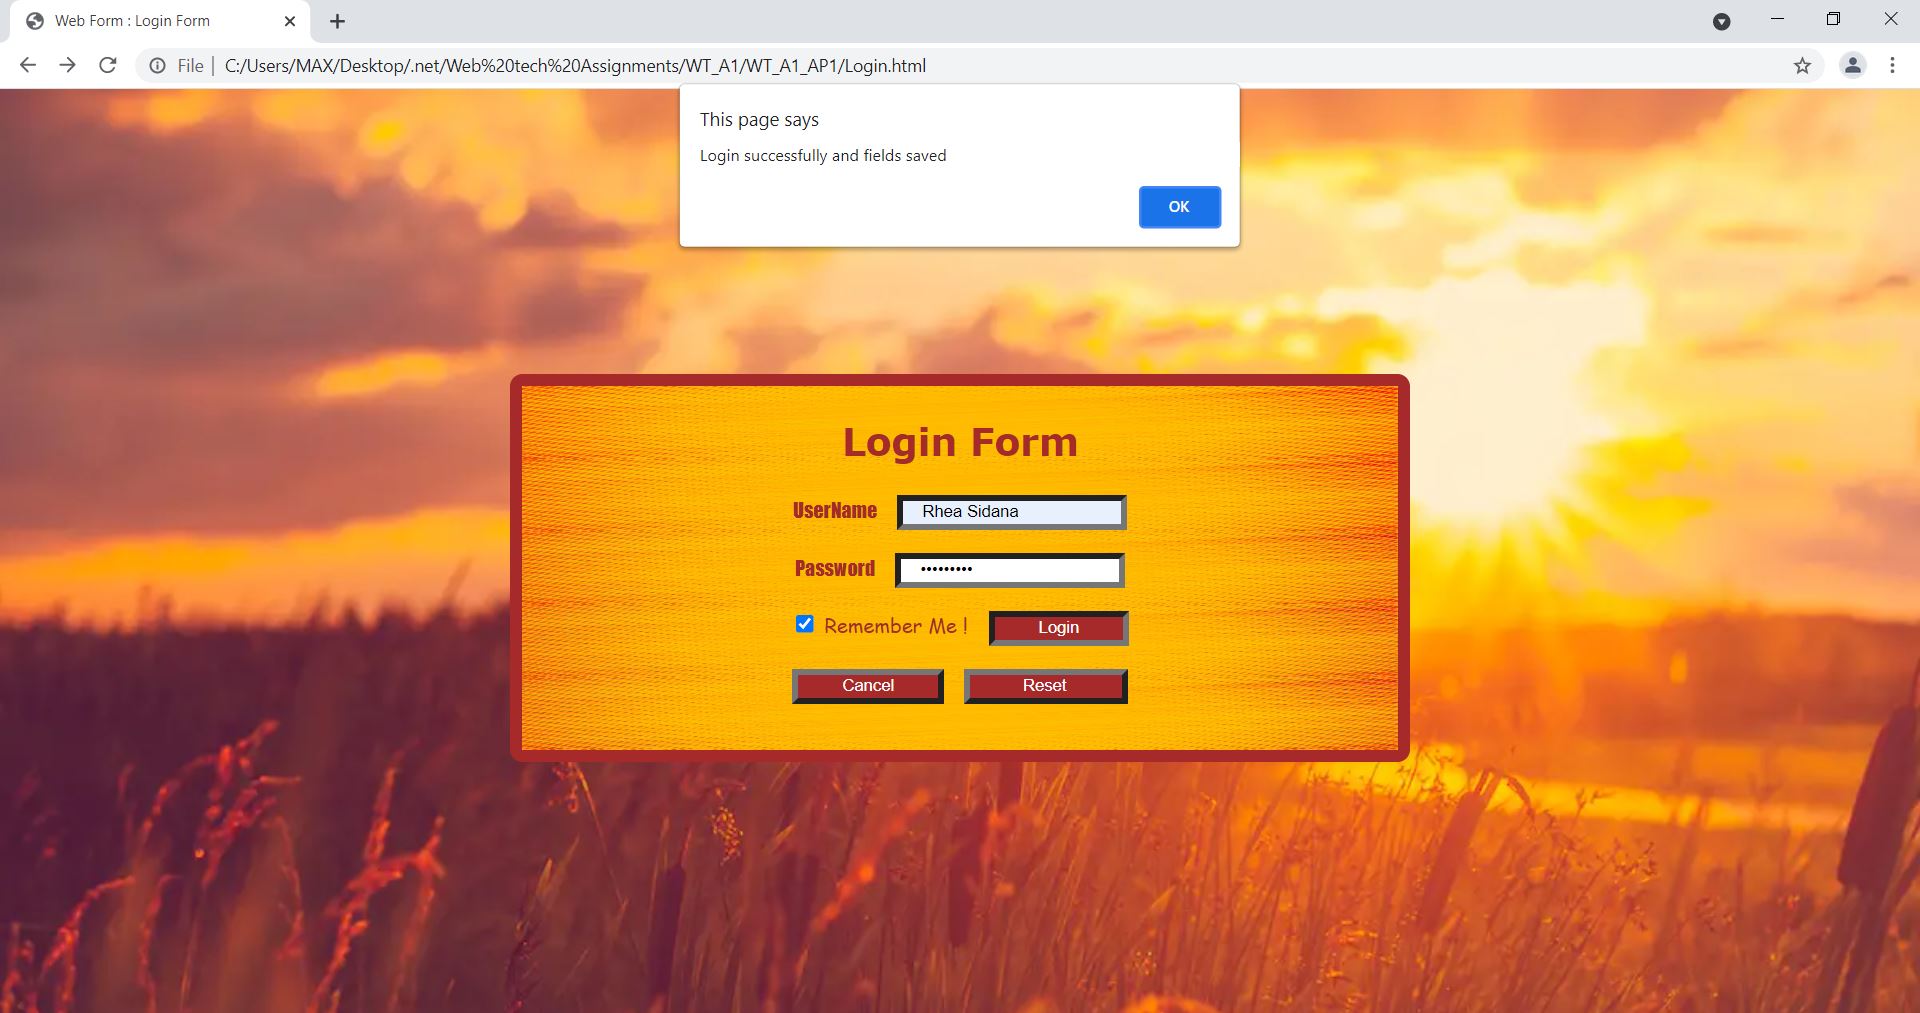 Web Form : Login Form
File | C:/Users/MAX/Desktop/.net/Web%20tech%20Assignments/WT_A1/WT_A1_AP1/Login.html
This page says
Login successfully and fields saved
OK
Login Form
UserName Rhea Sidana
Password •••••••••
Remember Me ! Login
Cancel Reset